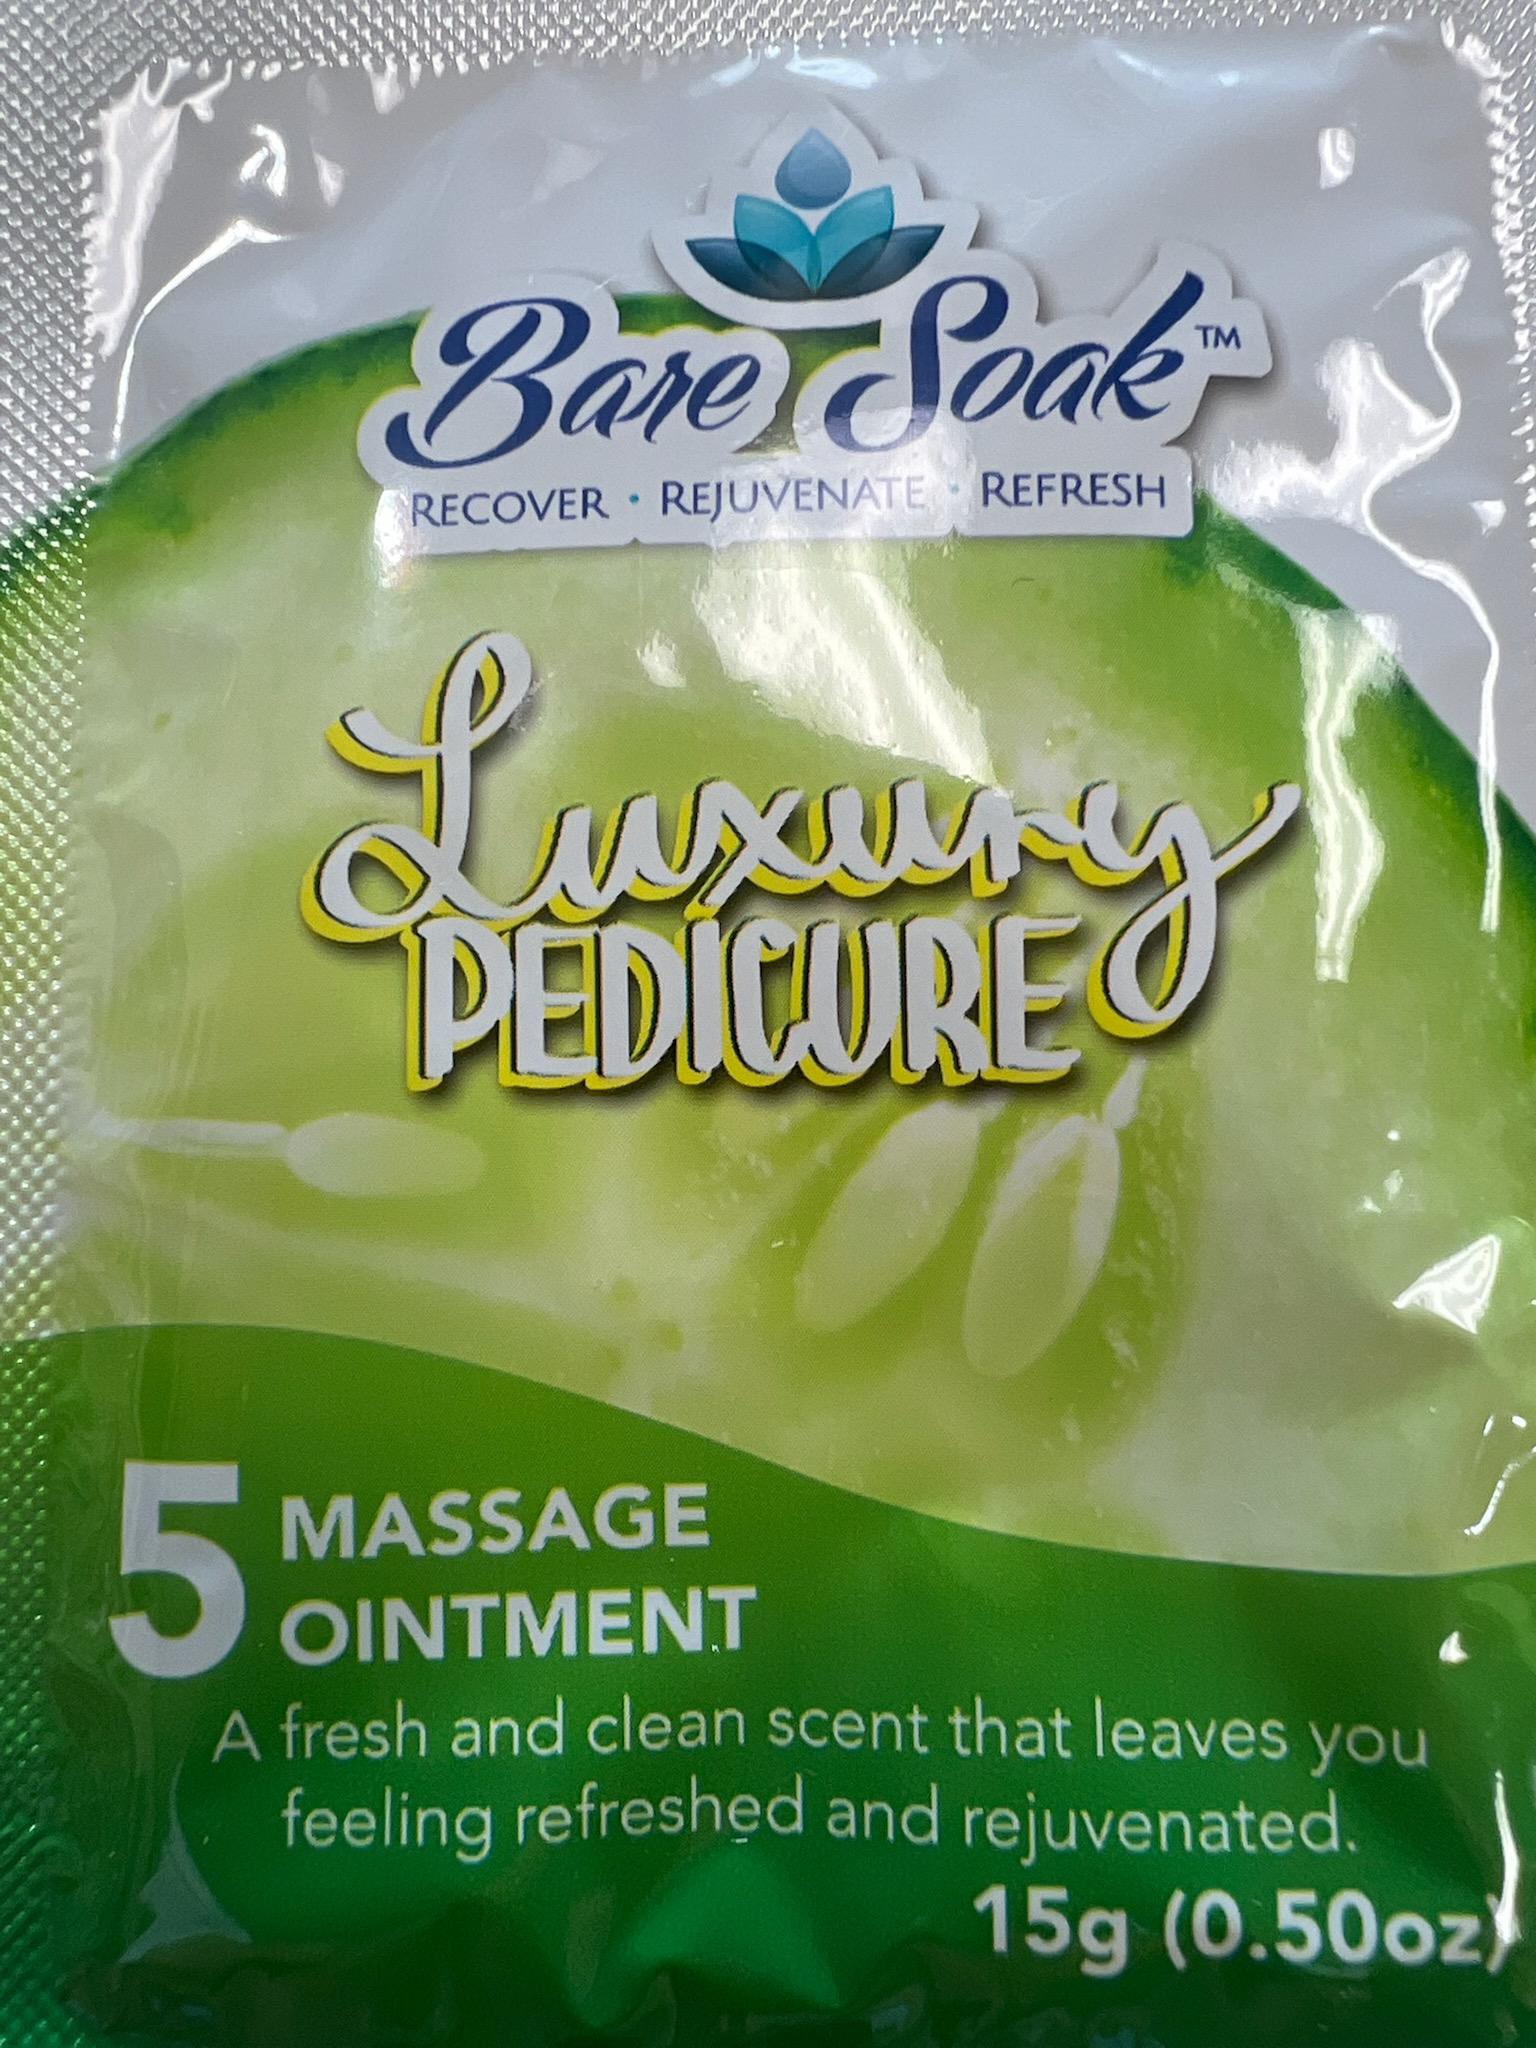 Bare Soak™
RECOVER • REJUVENATE • REFRESH
Luxury
PEDICURE
5 MASSAGE
OINTMENT
A fresh and clean scent that leaves you
feeling refreshed and rejuvenated.
15g (0.50oz)